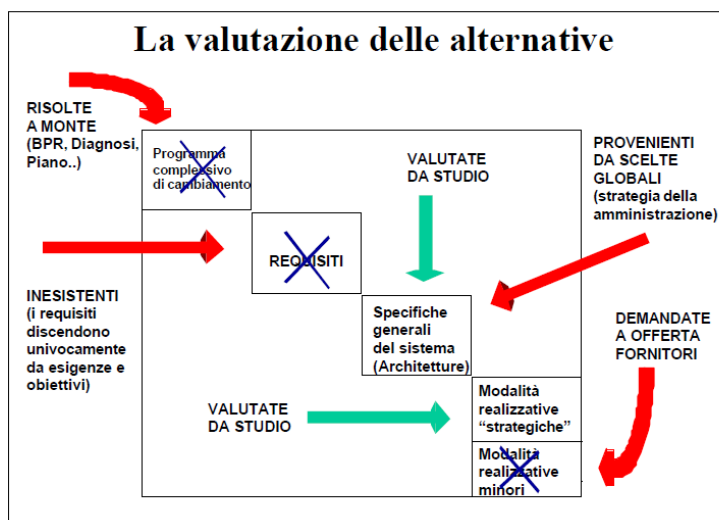 La valutazione delle alternative
RISOLTE
A MONTE
(BPR, Diagnosi,
Piano..)
Programma
complessivo
di cambiamento
VALUTATE
DA STUDIO
PROVENIENTI
DA SCELTE
GLOBALI
(strategia della
amministrazione)
REQUISITI
INESISTENTI
(i requisiti
discendono
univocamente
da esigenze e
obiettivi)
Specifiche
generali
del sistema
(Architetture)
DEMANDATE
A OFFERTA
FORNITORI
VALUTATE
DA STUDIO
Modalità
realizzative
“strategiche”
Modalità
realizzative
minori